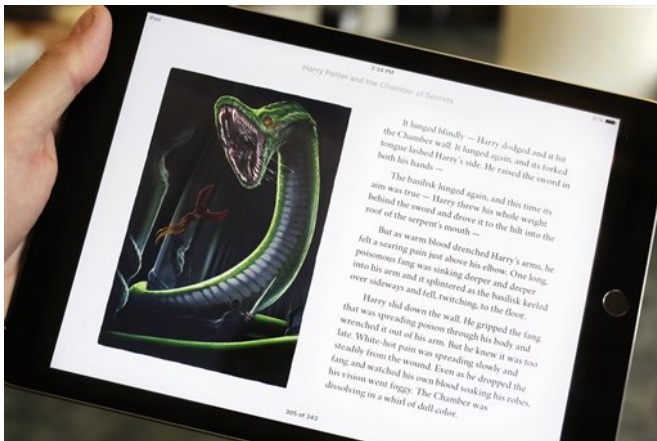 iPad
2:34 PM
Harry Potter and the Chamber of Secrets
It lunged blindly — Harry dodged and it hit
the Chamber wall. It lunged again, and its forked
tongue lashed Harry's side. He raised the sword in
both his hands —
The basilisk lunged again, and this time its
aim was true — Harry threw his whole weight
behind the sword and drove it to the hilt into the
roof of the serpent's mouth —
But as warm blood drenched Harry's arms, he
felt a searing pain just above his elbow. One long,
poisonous fang was sinking deeper and deeper
into his arm and it splintered as the basilisk keeled
over sideways and fell, twitching, to the floor.
Harry slid down the wall. He gripped the fang
that was spreading poison through his body and
wrenched it out of his arm. But he knew it was too
late. White-hot pain was spreading slowly and
steadily from the wound. Even as he dropped the
fang and watched his own blood soaking his robes,
his vision went foggy. The Chamber was
dissolving in a whirl of dull color.
305 of 343